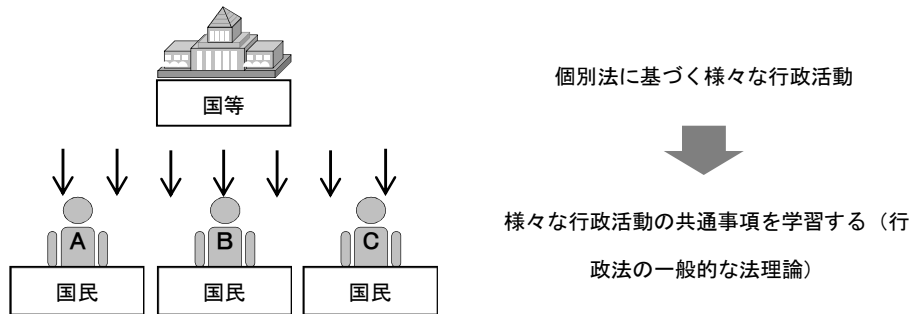 国等
個別法に基づく様々な行政活動
様々な行政活動の共通事項を学習する（行
政法の一般的な法理論）
A
B
C
国民
国民
国民